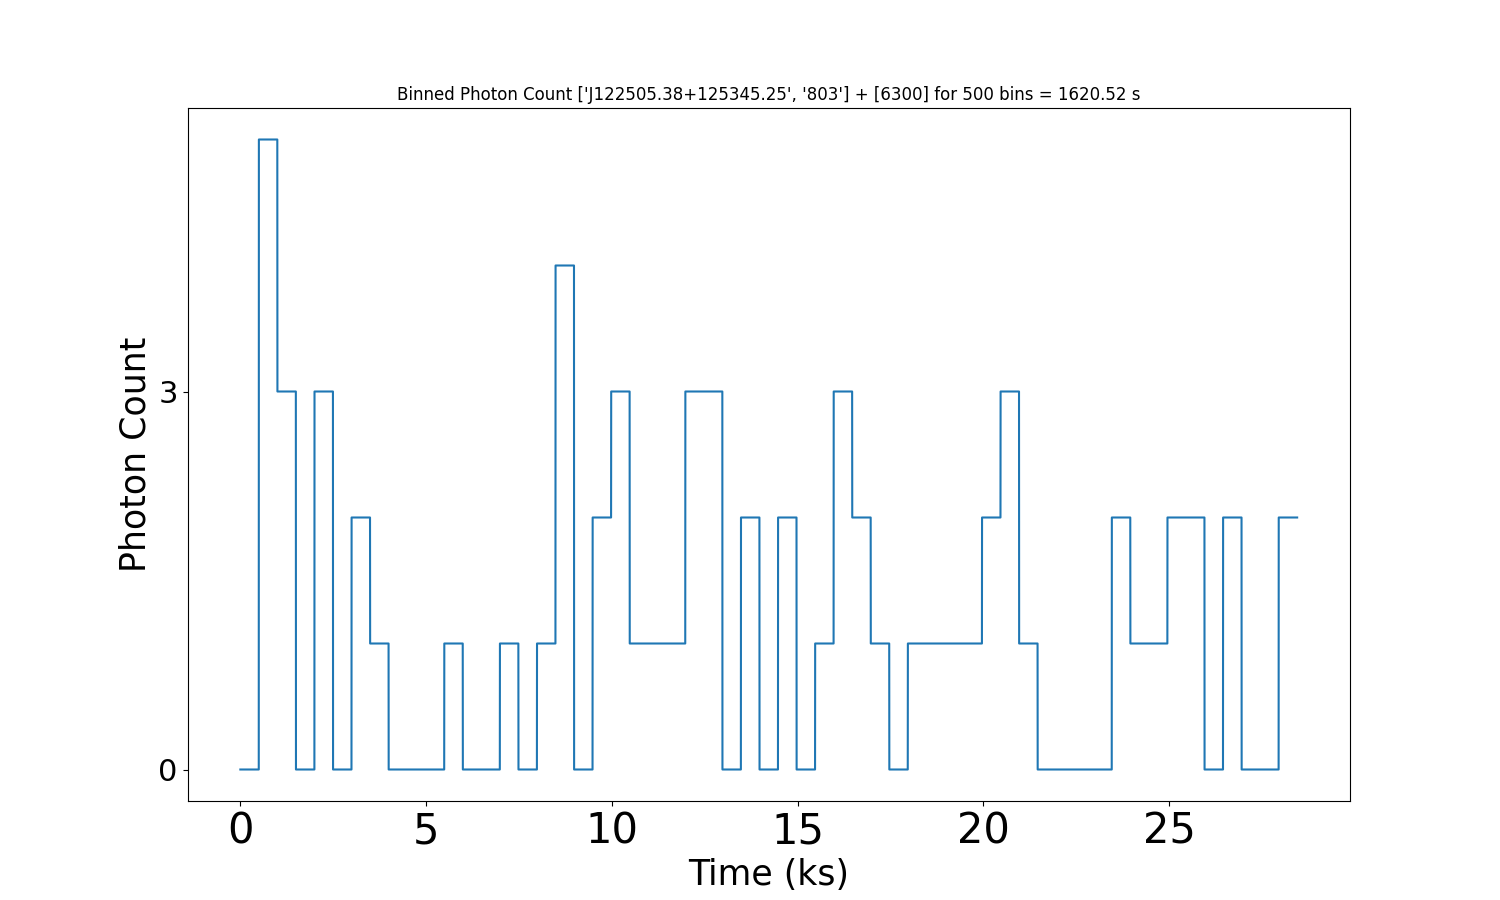 Binned Photon Count ['J122505.38+125345.25', '803'] + [6300] for 500 bins = 1620.52 s
Photon Count
3
0
0 5 10 15 20 25
Time (ks)